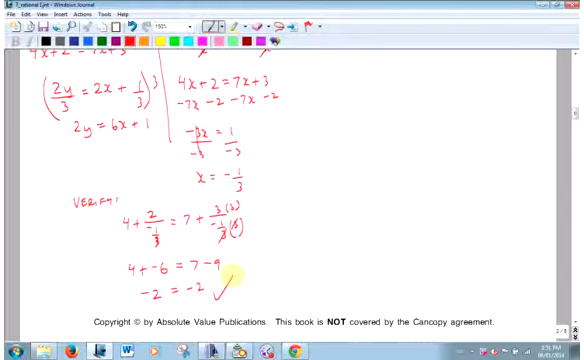 7_rational Ejnt - Windows Journal
File Edit View Insert Actions Tools Help
150%
4x+2 = 7x+3
(2y/3 = 2x + 1/3)3
2y = 6x + 1
4x+2 = 7x+3
-7x -2 -7x -2
-3x/-3 = 1/-3
x = -1/3
VERIFY:
4 + 2/(-1/3) = 7 + 3(3)/(-1/3(3))
4 + -6 = 7 - 9
-2 = -2 ✓
Copyright © by Absolute Value Publications. This book is NOT covered by the Cancopy agreement.
2 / 2